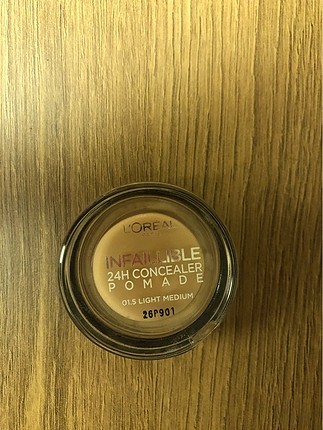 L'ORÉAL
INFAILLIBLE
24H CONCEALER
POMADE
01.5 LIGHT MEDIUM
26P901